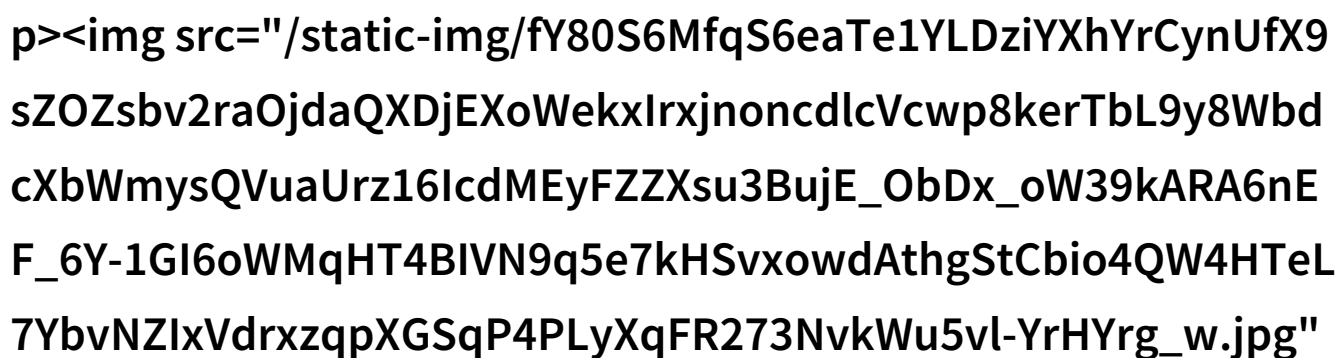 p><img src="/static-img/fY80S6MfqS6eaTe1YLDziYXhYrCynUfX9
sZOZsbv2raOjdaQXDjEXoWekxIrxjnoncdlcVcwp8kerTbL9y8Wbd
cXbWmysQVuaUrz16IcdMEyFZZXsu3BujE_ObDx_oW39kARA6nE
F_6Y-1GI6oWMqHT4BIVN9q5e7kHSvxowdAthgStCbio4QW4HTeL
7YbvNZIxVdrxzqpXGSqP4PLyXqFR273NvkWu5vl-YrHYrg_w.jpg"